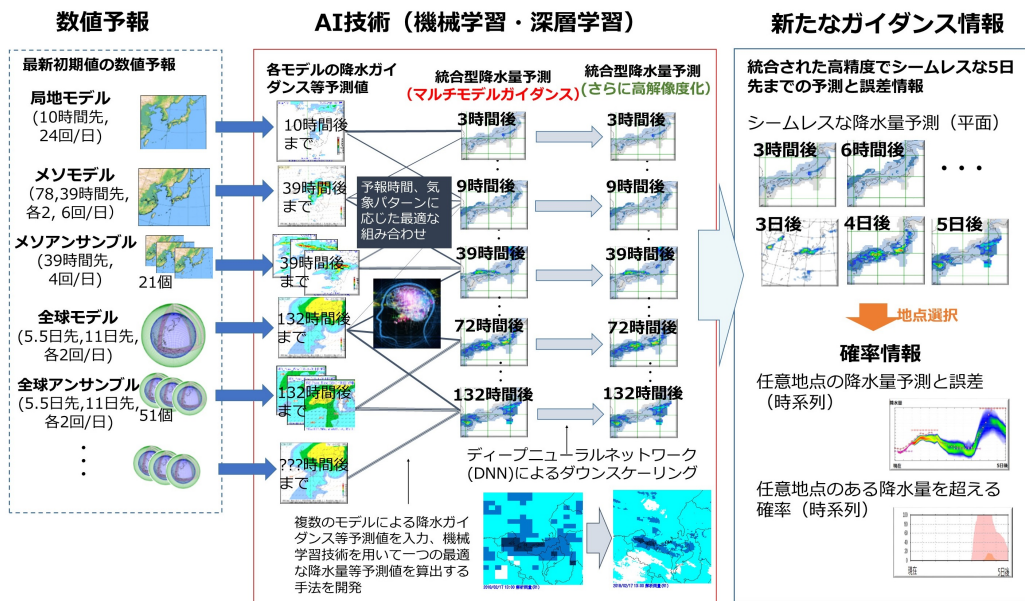 数値予報
最新初期値の数値予報
局地モデル
(10時間先,
24回/日)
メソモデル
(78,39時間先,
各2, 6回/日)
メソアンサンブル
(39時間先,
4回/日)
21個
全球モデル
(5.5日先,11日先,
各2回/日)
全球アンサンブル
(5.5日先,11日先,
各2回/日)
51個
AI技術（機械学習・深層学習）
各モデルの降水ガイ
ダンス等予測値
10時間後
まで
39時間後
まで
39時間後
まで
132時間後
まで
132時間後
まで
???時間後
まで
予報時間、気
象パターンに
応じた最適な
組み合わせ
統合型降水量予測
(マルチモデルガイダンス)
3時間後
9時間後
39時間後
72時間後
132時間後
統合型降水量予測
(さらに高解像度化)
3時間後
9時間後
39時間後
72時間後
132時間後
ディープニューラルネットワーク
(DNN)によるダウンスケーリング
複数のモデルによる降水ガイ
ダンス等予測値を入力、機械
学習技術を用いて一つの最適
な降水量等予測値を算出する
手法を開発
新たなガイダンス情報
統合された高精度でシームレスな5日
先までの予測と誤差情報
シームレスな降水量予測（平面）
3時間後
6時間後
・・・
3日後
4日後
5日後
地点選択
確率情報
任意地点の降水量予測と誤差
（時系列）
降水量
現在
5日後
任意地点のある降水量を超える
確率（時系列）
100
80
60
40
20
0
現在
5日後